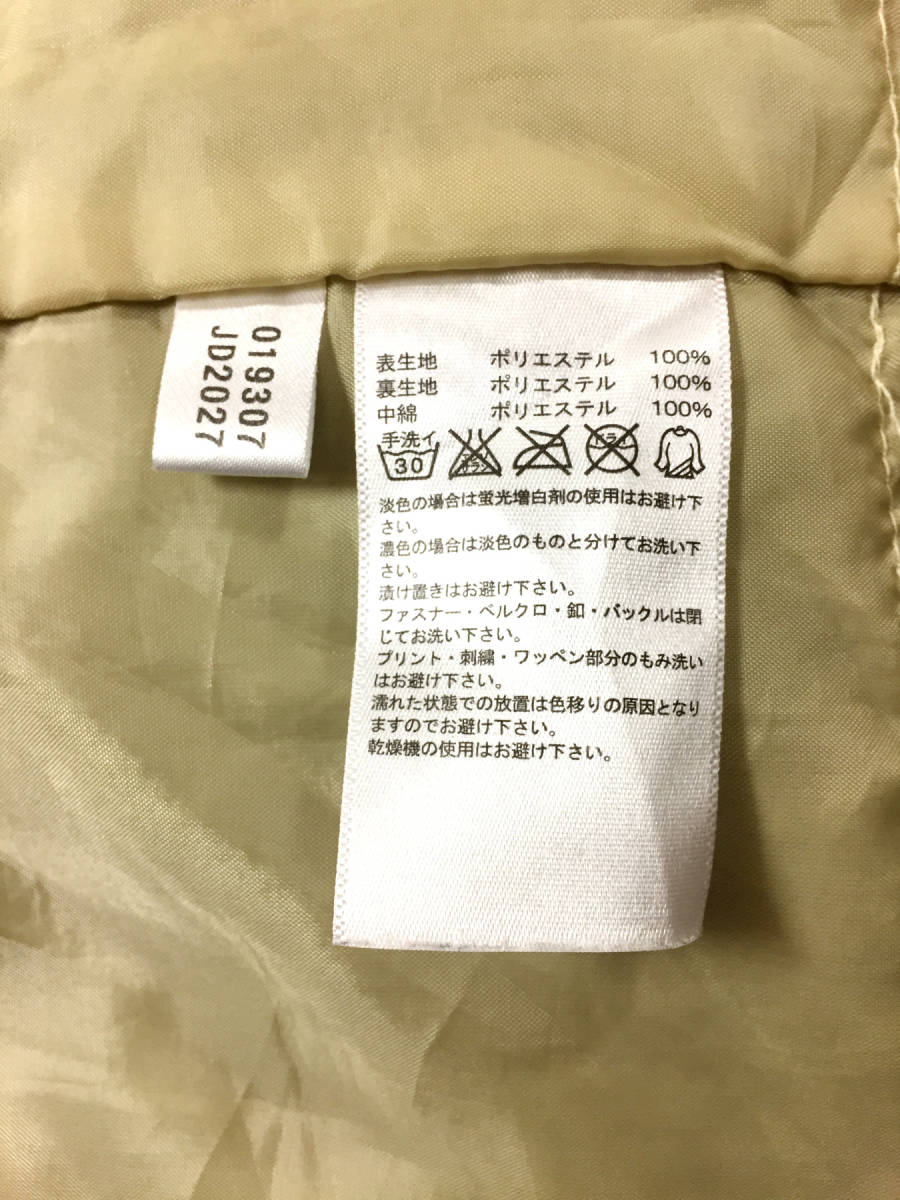 019307
JD2027
表生地 ポリエステル 100%
裏生地 ポリエステル 100%
中綿 ポリエステル 100%
手洗イ
30
エンソ サラシ
ドライ
淡色の場合は蛍光増白剤の使用はお避け下
さい。
濃色の場合は淡色のものと分けてお洗い下
さい。
漬け置きはお避け下さい。
ファスナー・ベルクロ・釦・バックルは閉
じてお洗い下さい。
プリント・刺繍・ワッペン部分のもみ洗い
はお避け下さい。
濡れた状態での放置は色移りの原因となり
ますのでお避け下さい。
乾燥機の使用はお避け下さい。